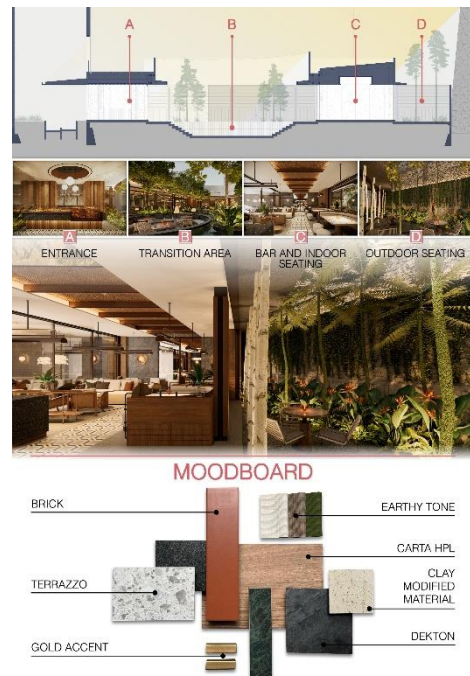 A
B
C
D
A
B
C
D
ENTRANCE
TRANSITION AREA
BAR AND INDOOR
SEATING
OUTDOOR SEATING
MOODBOARD
BRICK
EARTHY TONE
CARTA HPL
TERRAZZO
CLAY
MODIFIED
MATERIAL
GOLD ACCENT
DEKTON